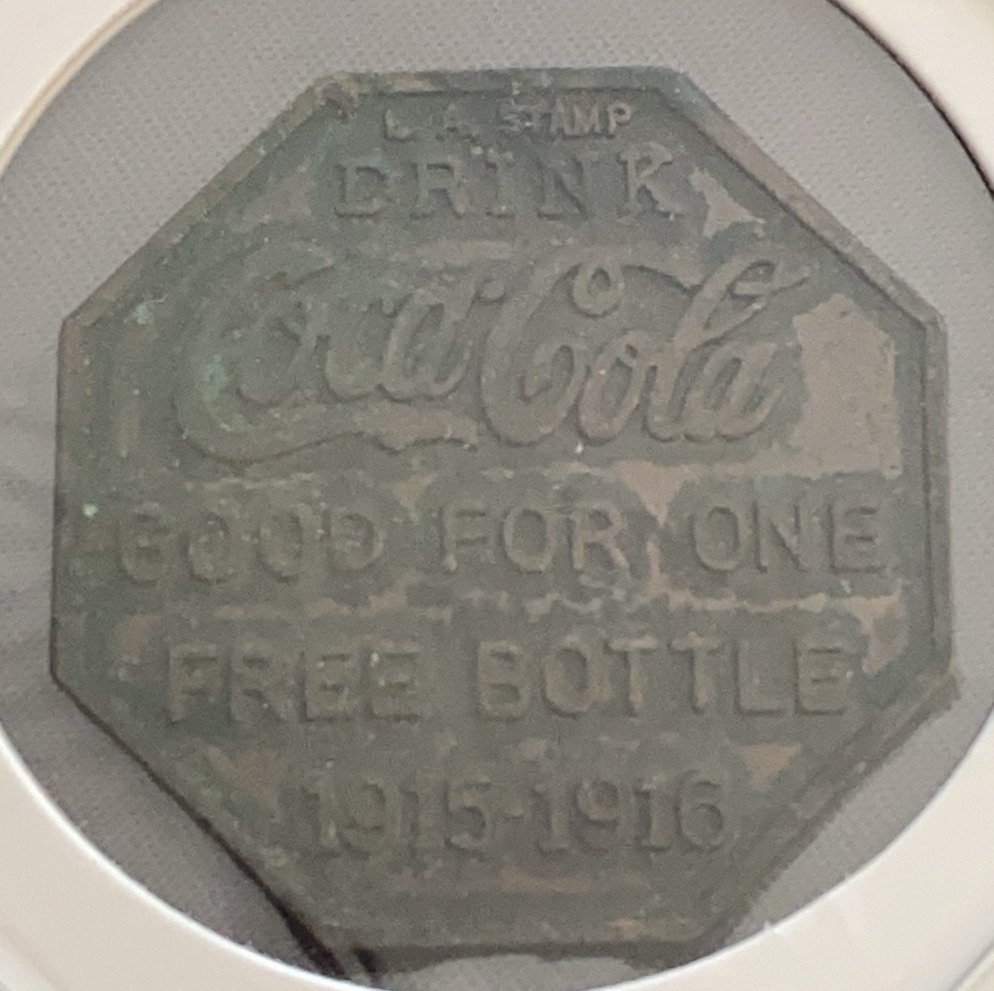 L.A. STAMP
DRINK
Coca-Cola
GOOD FOR ONE
FREE BOTTLE
1915-1916